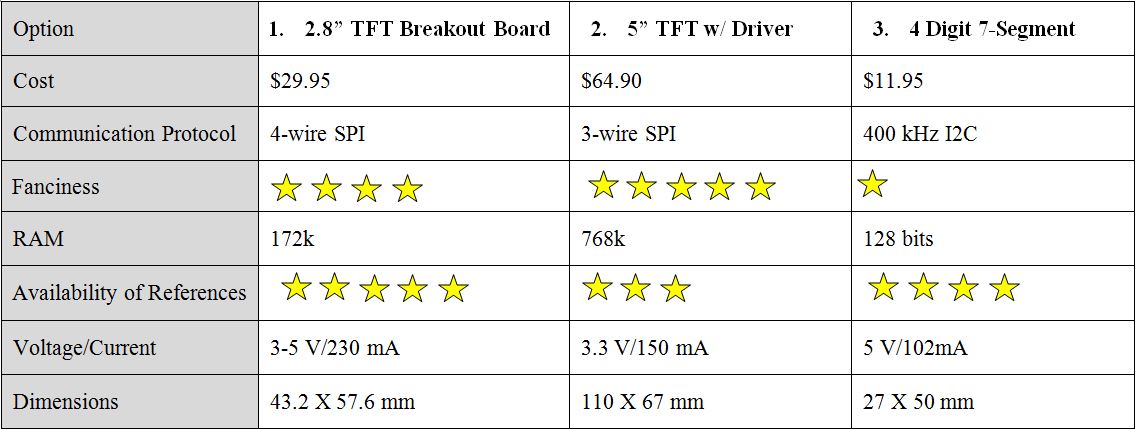 Option 1. 2.8” TFT Breakout Board 2. 5” TFT w/ Driver 3. 4 Digit 7-Segment
Cost $29.95 $64.90 $11.95
Communication Protocol 4-wire SPI 3-wire SPI 400 kHz I2C
Fanciness
RAM 172k 768k 128 bits
Availability of References
Voltage/Current 3-5 V/230 mA 3.3 V/150 mA 5 V/102mA
Dimensions 43.2 X 57.6 mm 110 X 67 mm 27 X 50 mm